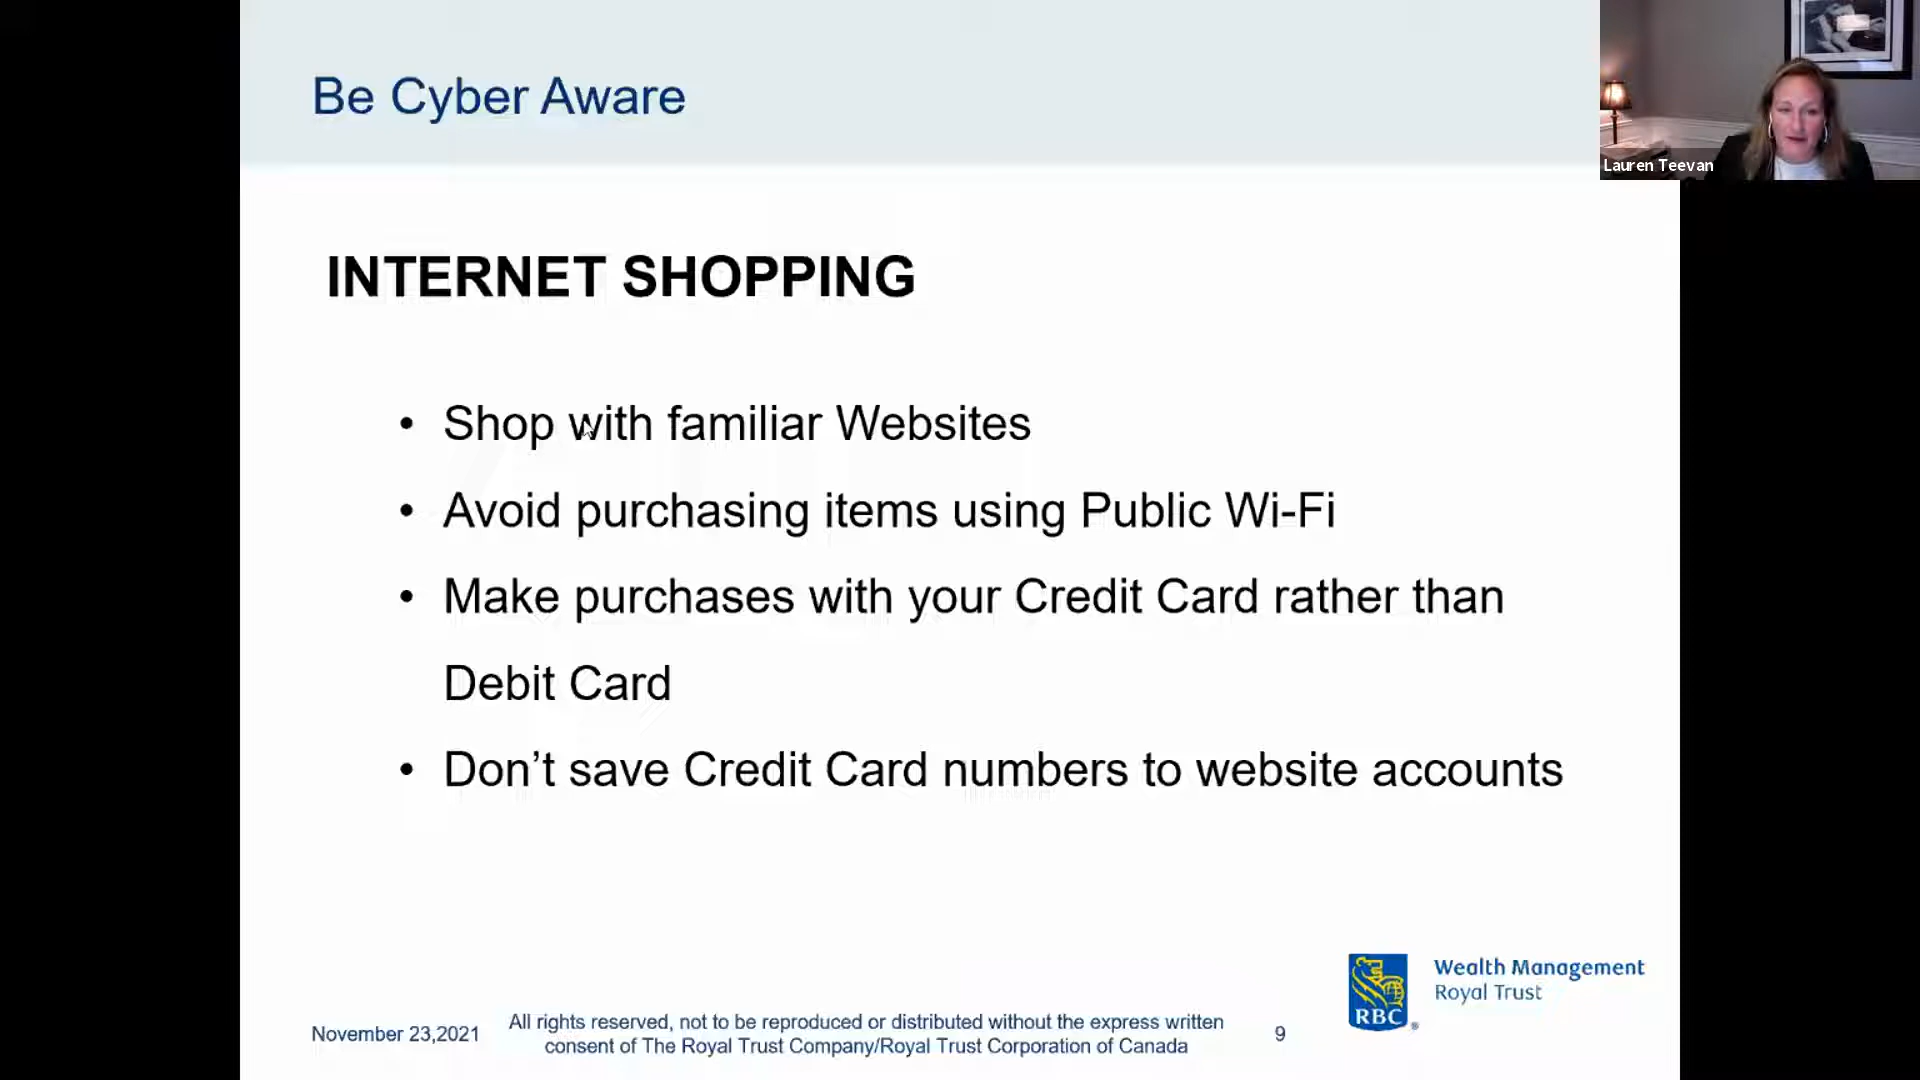 Be Cyber Aware
Lauren Teevan
INTERNET SHOPPING
• Shop with familiar Websites
• Avoid purchasing items using Public Wi-Fi
• Make purchases with your Credit Card rather than
Debit Card
• Don’t save Credit Card numbers to website accounts
Wealth Management
Royal Trust
RBC ®
November 23,2021
All rights reserved, not to be reproduced or distributed without the express written
consent of The Royal Trust Company/Royal Trust Corporation of Canada
9